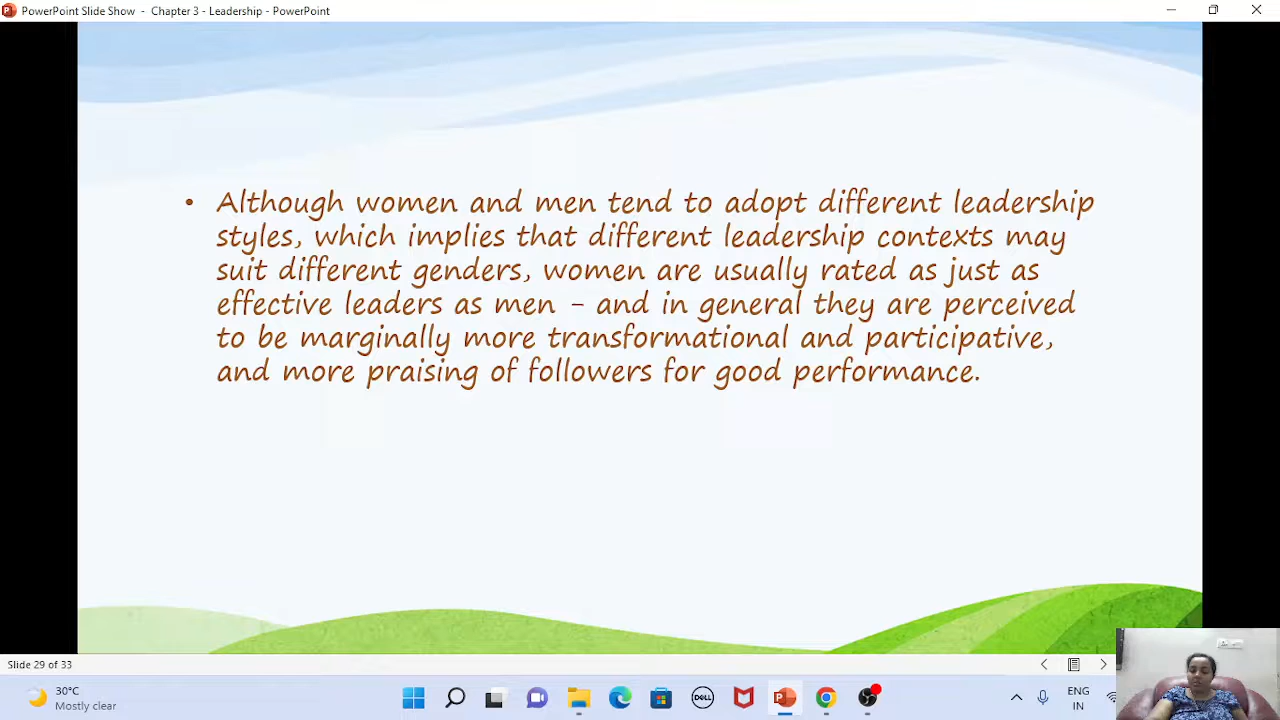 PowerPoint Slide Show - Chapter 3 - Leadership - PowerPoint
• Although women and men tend to adopt different leadership
styles, which implies that different leadership contexts may
suit different genders, women are usually rated as just as
effective leaders as men – and in general they are perceived
to be marginally more transformational and participative,
and more praising of followers for good performance.
Slide 29 of 33
30°C
Mostly clear
DELL
ENG
IN